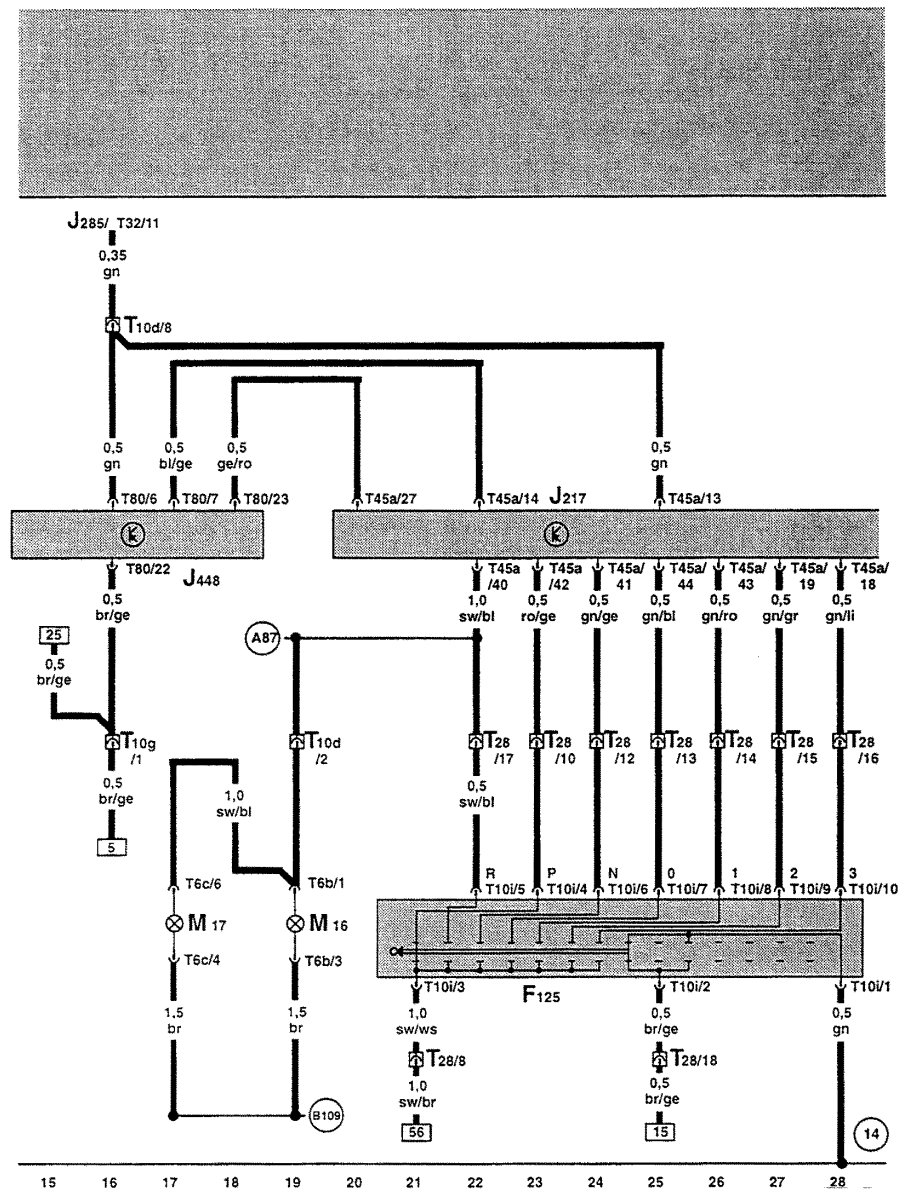 J285/ T32/11
0,35
gn
T10d/8
0,5 0,5 0,5 0,5
gn bl/ge ge/ro gn
T80/6 T80/7 T80/23 T45a/27 T45a/14 J217 T45a/13
T80/22 J448
T45a/40 T45a/42 T45a/41 T45a/44 T45a/43 T45a/19 T45a/18
0,5 1,0 0,5 0,5 0,5 0,5 0,5 0,5
br/ge sw/bl ro/ge gn/ge gn/bl gn/ro gn/gr gn/li
25 A87
0,5
br/ge
T10g/1 T10d/2 T28/17 T28/10 T28/12 T28/13 T28/14 T28/15 T28/16
0,5 1,0 0,5
br/ge sw/bl sw/bl
5
R P N 0 1 2 3
T6c/6 T6b/1 T10i/5 T10i/4 T10i/6 T10i/7 T10i/8 T10i/9 T10i/10
M17 M16
T6c/4 T6b/3
F125
T10i/3 T10i/2 T10i/1
1,5 1,5 1,0 0,5 0,5
br br sw/ws br/ge gn
T28/8 T28/18
1,0 0,5
sw/br br/ge
B109 56 15 14
15 16 17 18 19 20 21 22 23 24 25 26 27 28